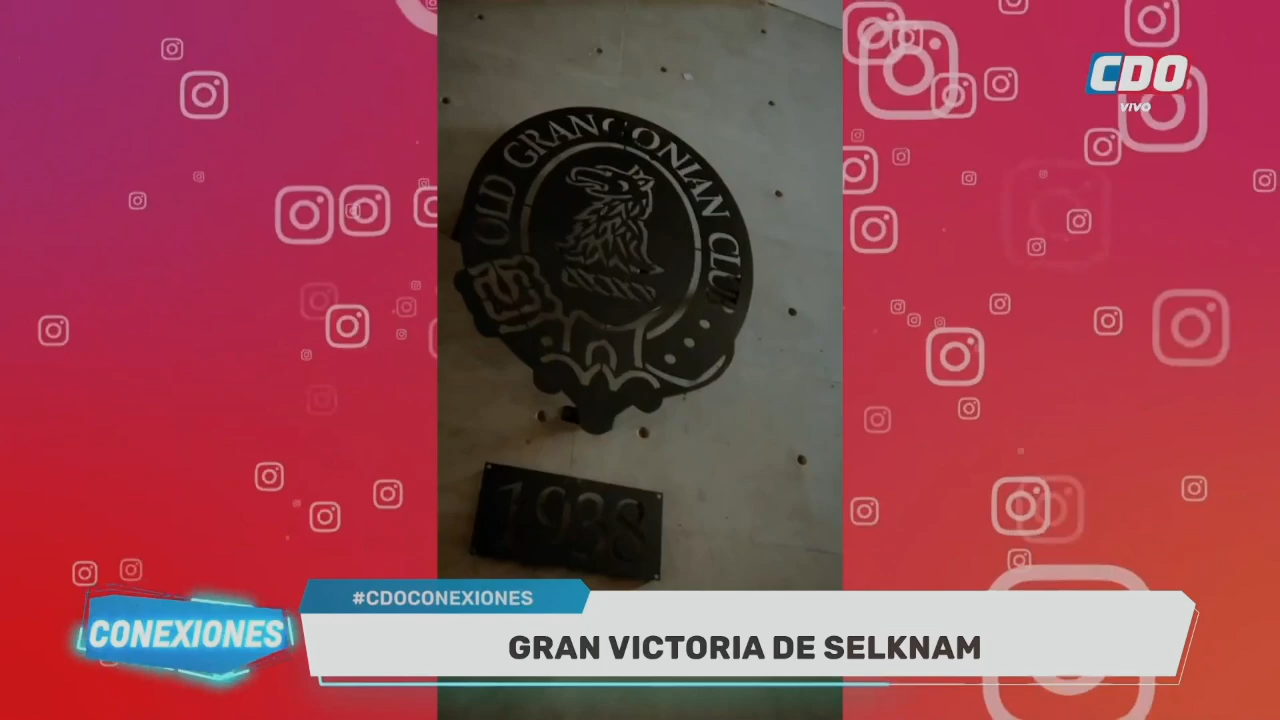 CDO
VIVO
OLD GRANGONIAN CLUB
1938
#CDOCONEXIONES
CONEXIONES
GRAN VICTORIA DE SELKNAM